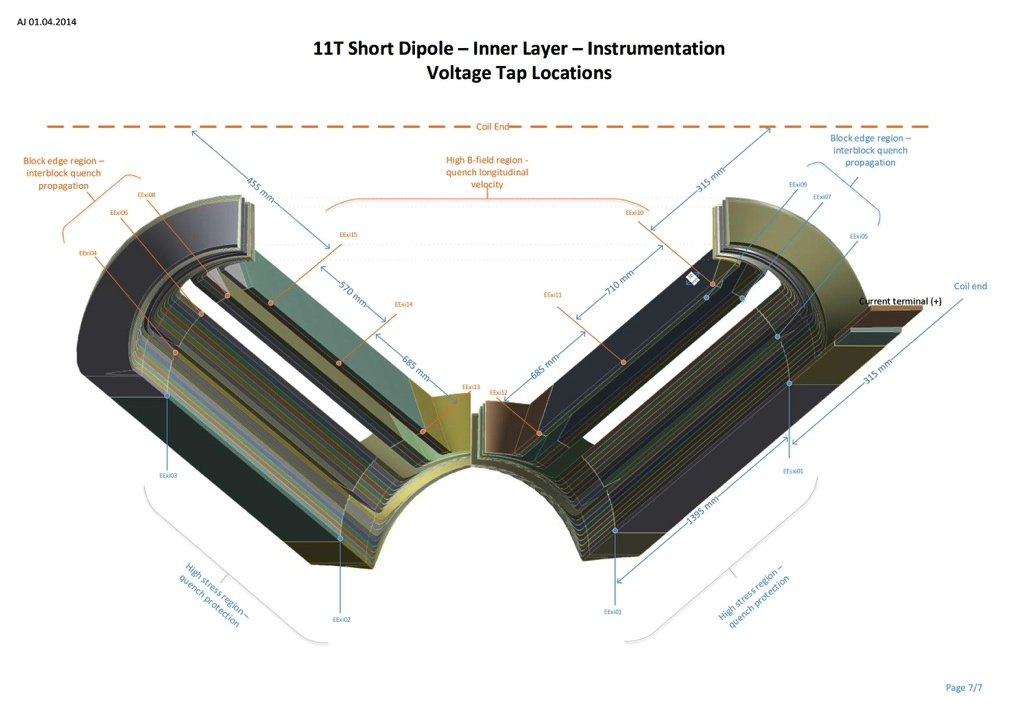 AJ 01.04.2014
11T Short Dipole – Inner Layer – Instrumentation
Voltage Tap Locations
Coil End
Block edge region –
interblock quench
propagation
High B-field region -
quench longitudinal
velocity
Block edge region –
interblock quench
propagation
455 mm
315 mm
EExi08
EExi06
EExi04
EExi15
EExi10
EExi09
EExi07
EExi05
570 mm
710 mm
EExi14
EExi11
Current terminal (+)
Coil end
685 mm
685 mm
315 mm
EExi13
EExi12
EExi03
EEsxi01
1395 mm
High stress region –
quench protection
High stress region –
quench protection
EExi02
EExi01
Page 7/7